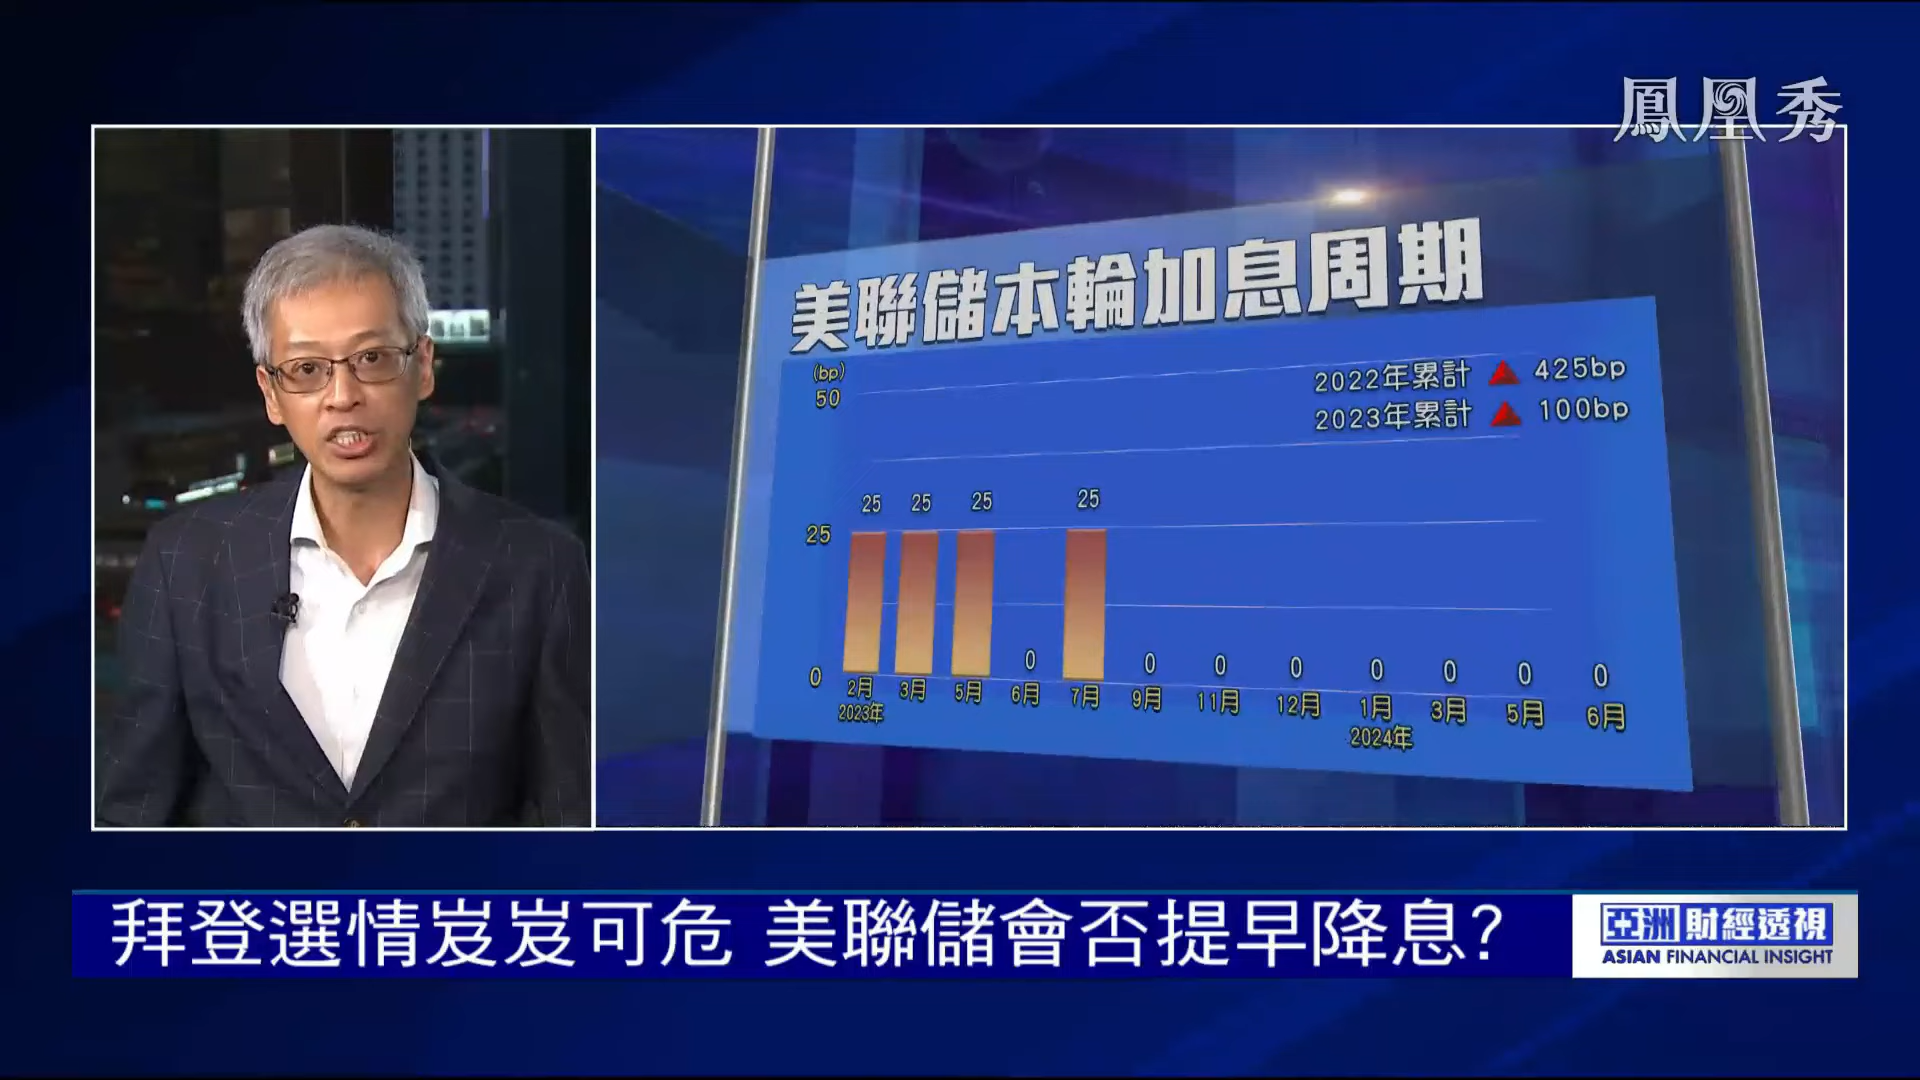 鳳凰秀
美聯儲本輪加息周期
(bp)
50
2022年累計 ▲ 425bp
2023年累計 ▲ 100bp
25 25 25 25
25
0 0 0 0 0 0 0 0
0
2月 3月 5月 6月 7月 9月 11月 12月 1月 3月 5月 6月
2023年 2024年
拜登選情岌岌可危 美聯儲會否提早降息?
亞洲財經透視
ASIAN FINANCIAL INSIGHT